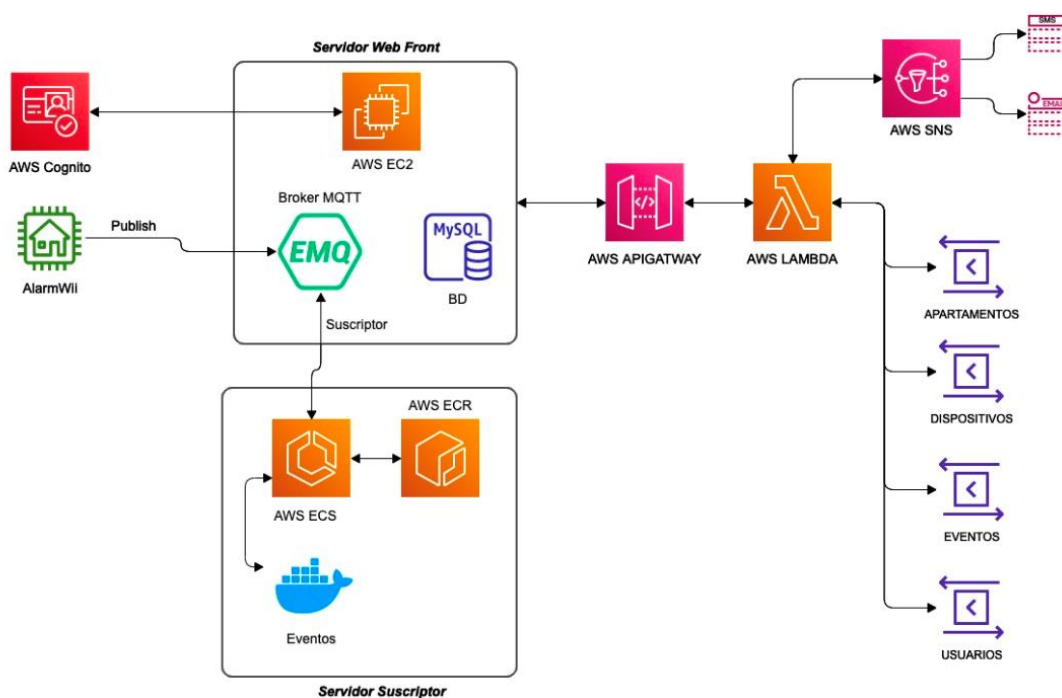 Servidor Web Front
SMS
EMAI
AWS SNS
AWS Cognito
AWS EC2
Broker MQTT
Publish
EMQ
MySQL
BD
AlarmWii
Suscriptor
AWS APIGATWAY
AWS LAMBDA
APARTAMENTOS
DISPOSITIVOS
EVENTOS
USUARIOS
AWS ECR
AWS ECS
Eventos
Servidor Suscriptor